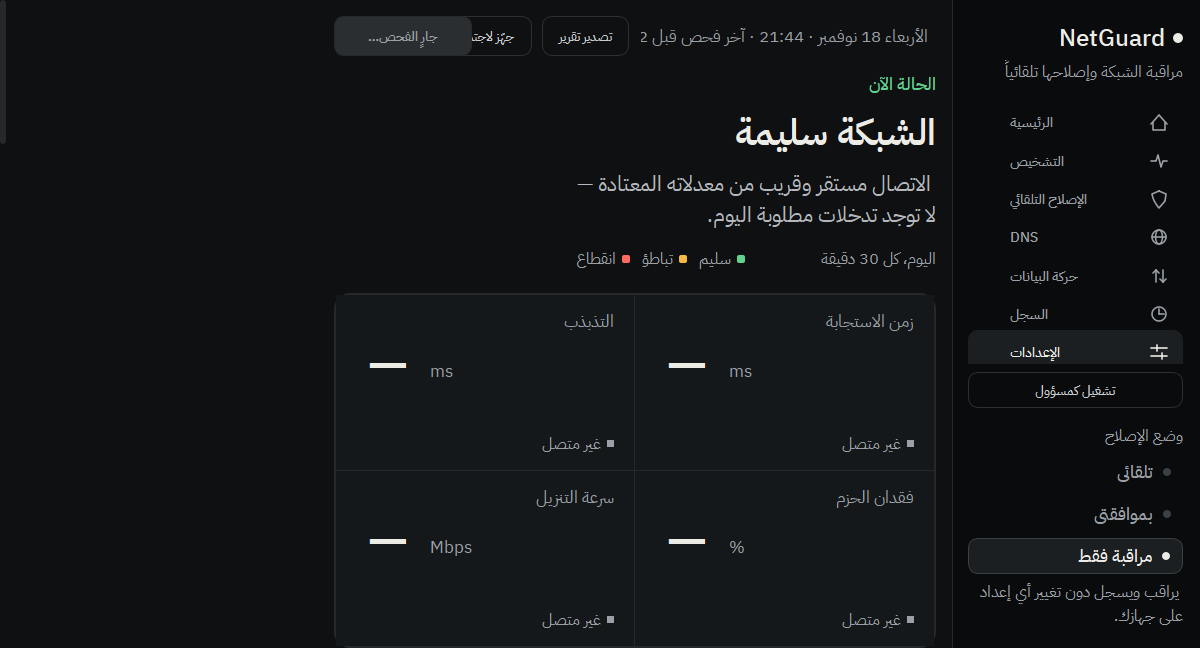 NetGuard
مراقبة الشبكة وإصلاحها تلقائياً
الرئيسية
التشخيص
الإصلاح التلقائي
DNS
حركة البيانات
السجل
الإعدادات
تشغيل كمسؤول
وضع الإصلاح
تلقائي
بموافقتي
مراقبة فقط
يراقب ويسجل دون تغيير أي إعداد
على جهازك.
الأربعاء 18 نوفمبر · 21:44 · آخر فحص قبل 2
تصدير تقرير
جهّز لاجتم
جارٍ الفحص...
الحالة الآن
الشبكة سليمة
الاتصال مستقر وقريب من معدلاته المعتادة —
لا توجد تدخلات مطلوبة اليوم.
اليوم، كل 30 دقيقة
سليم تباطؤ انقطاع
زمن الاستجابة
— ms
غير متصل
التذبذب
— ms
غير متصل
فقدان الحزم
— %
غير متصل
سرعة التنزيل
— Mbps
غير متصل